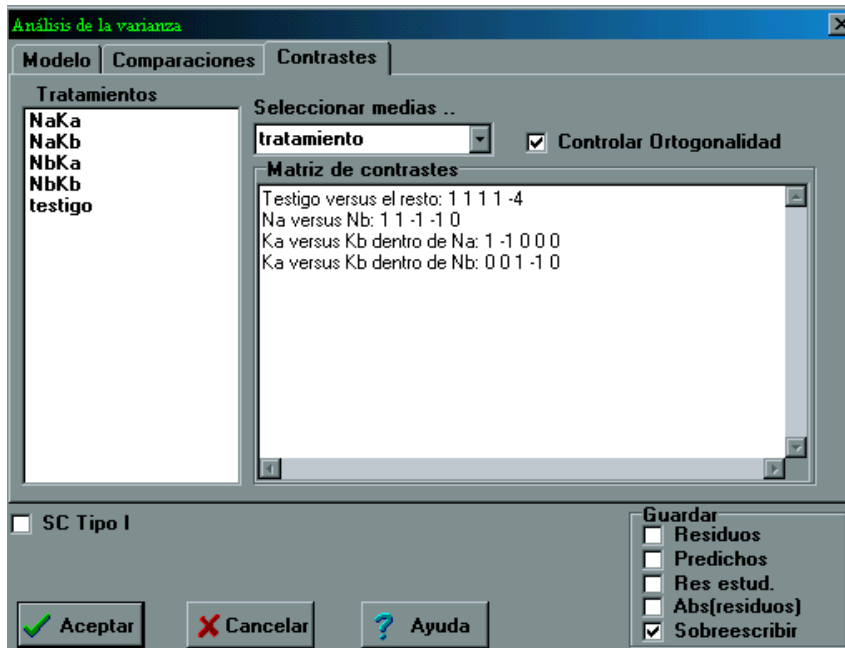 Análisis de la varianza
Modelo Comparaciones Contrastes
Tratamientos
NaKa
NaKb
NbKa
NbKb
testigo
Seleccionar medias ..
tratamiento
Controlar Ortogonalidad
Matriz de contrastes
Testigo versus el resto: 1 1 1 1 -4
Na versus Nb: 1 1 -1 -1 0
Ka versus Kb dentro de Na: 1 -1 0 0 0
Ka versus Kb dentro de Nb: 0 0 1 -1 0
SC Tipo I
Guardar
Residuos
Predichos
Res estud.
Abs(residuos)
Sobreescribir
Aceptar
Cancelar
Ayuda